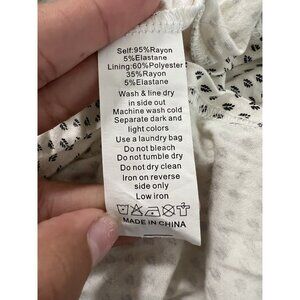 Self:95%Rayon
5%Elastane
Lining:60%Polyester
35%Rayon
5%Elastane
Wash & line dry
in side out
Machine wash cold
Separate dark and
light colors
Use a laundry bag
Do not bleach
Do not tumble dry
Do not dry clean
Iron on reverse
side only
Low iron
MADE IN CHINA